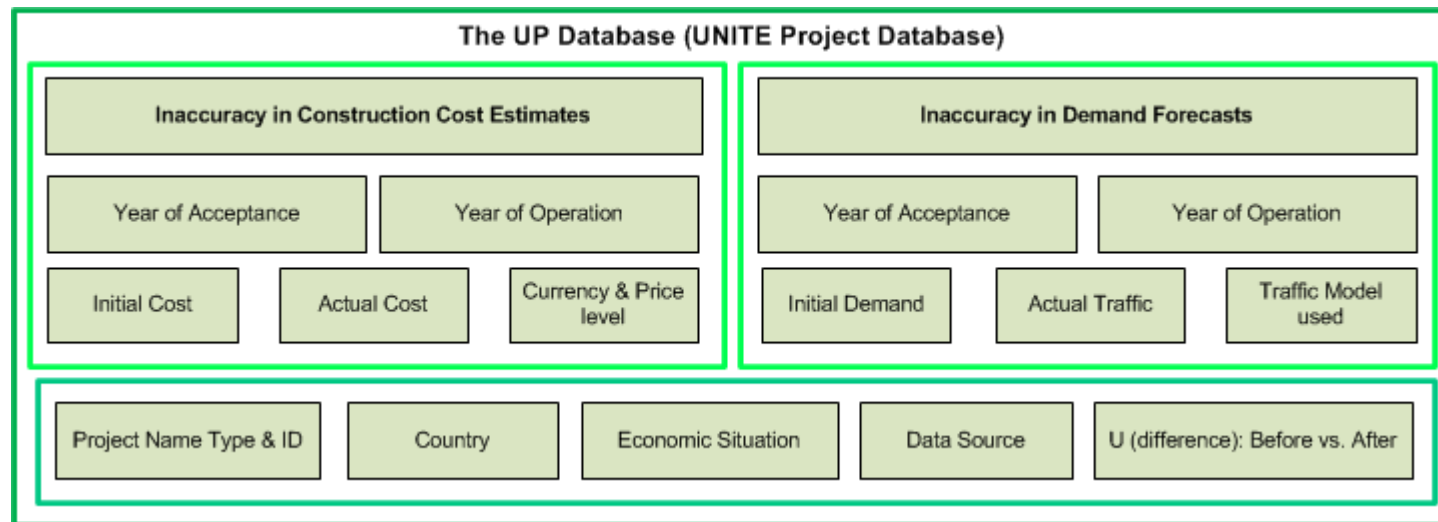 The UP Database (UNITE Project Database)
Inaccuracy in Construction Cost Estimates
Inaccuracy in Demand Forecasts
Year of Acceptance
Year of Operation
Year of Acceptance
Year of Operation
Initial Cost
Actual Cost
Currency & Price
level
Initial Demand
Actual Traffic
Traffic Model
used
Project Name Type & ID
Country
Economic Situation
Data Source
U (difference): Before vs. After